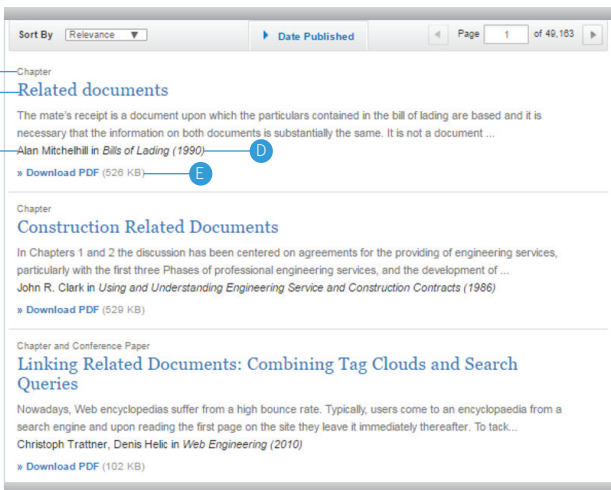 Sort By Relevance ▼ Date Published Page 1 of 49,163
Chapter
Related documents
The mate's receipt is a document upon which the particulars contained in the bill of lading are based and it is
necessary that the information on both documents is substantially the same. It is not a document ...
Alan Mitchelhill in Bills of Lading (1990) D
» Download PDF (526 KB) E
Chapter
Construction Related Documents
In Chapters 1 and 2 the discussion has been centered on agreements for the providing of engineering services,
particularly with the first three Phases of professional engineering services, and the development of ...
John R. Clark in Using and Understanding Engineering Service and Construction Contracts (1986)
» Download PDF (529 KB)
Chapter and Conference Paper
Linking Related Documents: Combining Tag Clouds and Search
Queries
Nowadays, Web encyclopedias suffer from a high bounce rate. Typically, users come to an encyclopaedia from a
search engine and upon reading the first page on the site they leave it immediately thereafter. To tack...
Christoph Trattner, Denis Helic in Web Engineering (2010)
» Download PDF (102 KB)